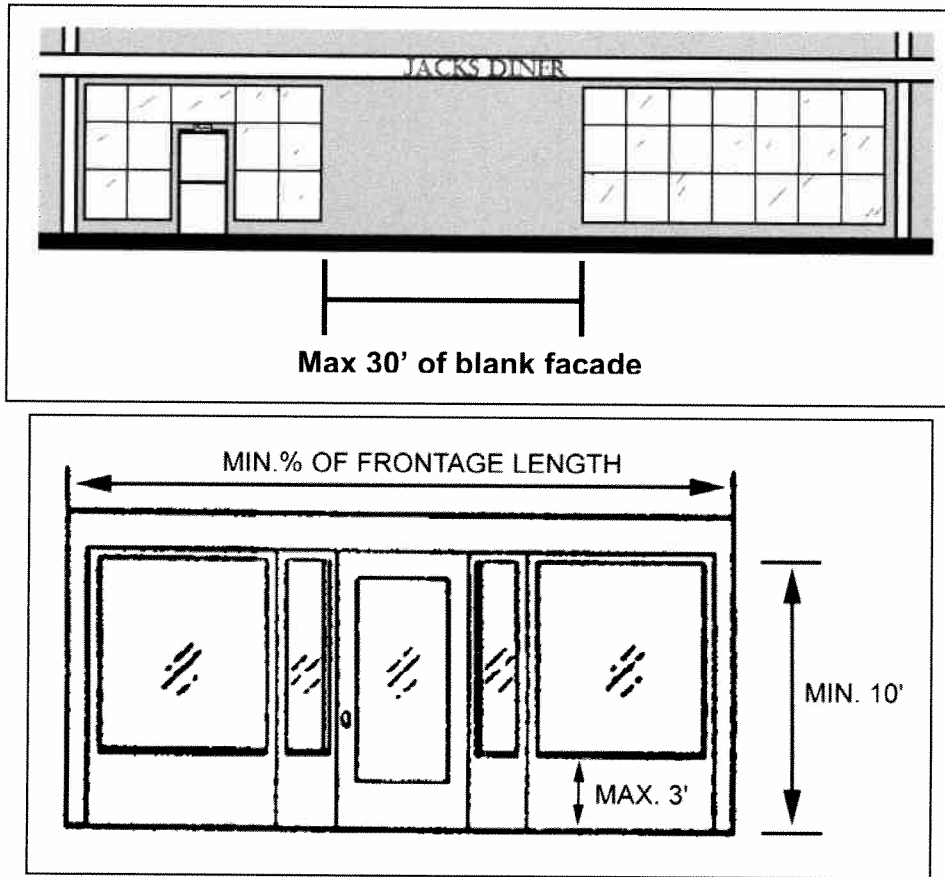 JACKS DINER
Max 30' of blank facade
MIN.% OF FRONTAGE LENGTH
MIN. 10'
MAX. 3'